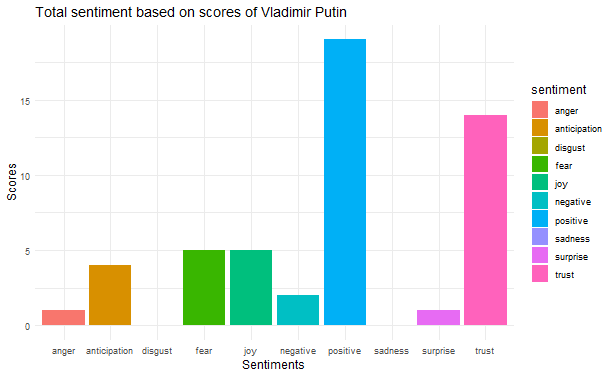 Total sentiment based on scores of Vladimir Putin
Scores
15
10
5
0
anger anticipation disgust fear joy negative positive sadness surprise trust
Sentiments
sentiment
anger
anticipation
disgust
fear
joy
negative
positive
sadness
surprise
trust